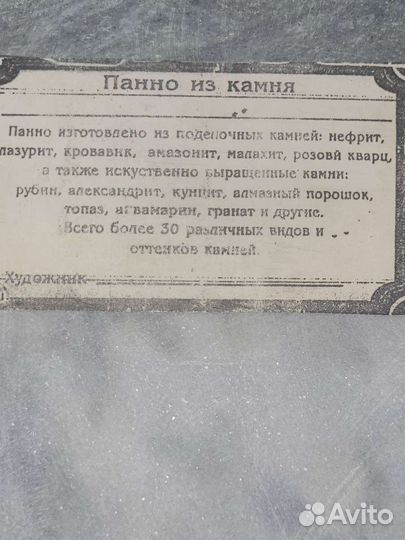 Панно из камня
Панно изготовлено из поделочных камней: нефрит,
лазурит, кровавик, амазонит, малахит, розовй кварц,
а также искуственно выращенные камни:
рубин, александрит, кунцит, алмазный порошок,
топаз, аквамарин, гранат и другие.
Всего более 30 различных видов и
оттенков камней.
Художник
Avito